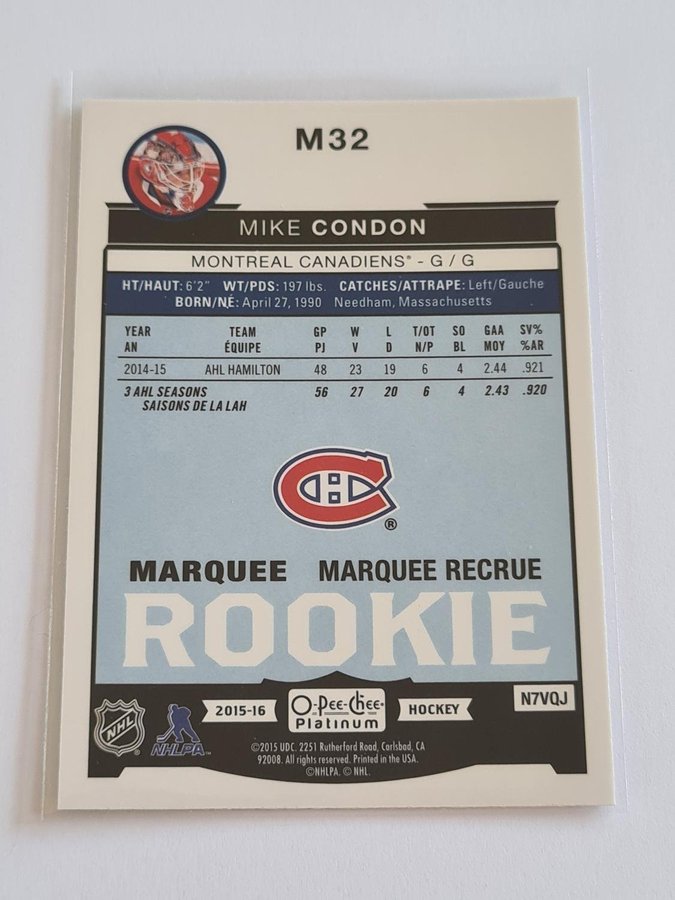 M32
MIKE CONDON
MONTREAL CANADIENS® - G / G
HT/HAUT: 6'2" WT/PDS: 197 lbs. CATCHES/ATTRAPE: Left/Gauche
BORN/NÉ: April 27, 1990 Needham, Massachusetts
YEAR TEAM GP W L T/OT SO GAA SV%
AN ÉQUIPE PJ V D N/P BL MOY %AR
2014-15 AHL HAMILTON 48 23 19 6 4 2.44 .921
3 AHL SEASONS 56 27 20 6 4 2.43 .920
SAISONS DE LA LAH
®
MARQUEE MARQUEE RECRUE
ROOKIE
N7VQJ
NHL NHLPA 2015-16 O-Pee-Chee HOCKEY
Platinum
©2015 UDC. 2251 Rutherford Road, Carlsbad, CA
92008. All rights reserved. Printed in the USA.
©NHLPA. © NHL.